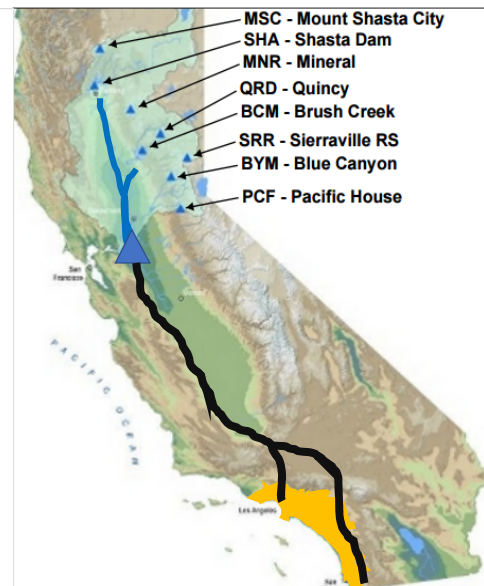 MSC - Mount Shasta City
SHA - Shasta Dam
MNR - Mineral
QRD - Quincy
BCM - Brush Creek
SRR - Sierraville RS
BYM - Blue Canyon
PCF - Pacific House
San
Francisco
PACIFIC OCEAN
Los Angeles
San